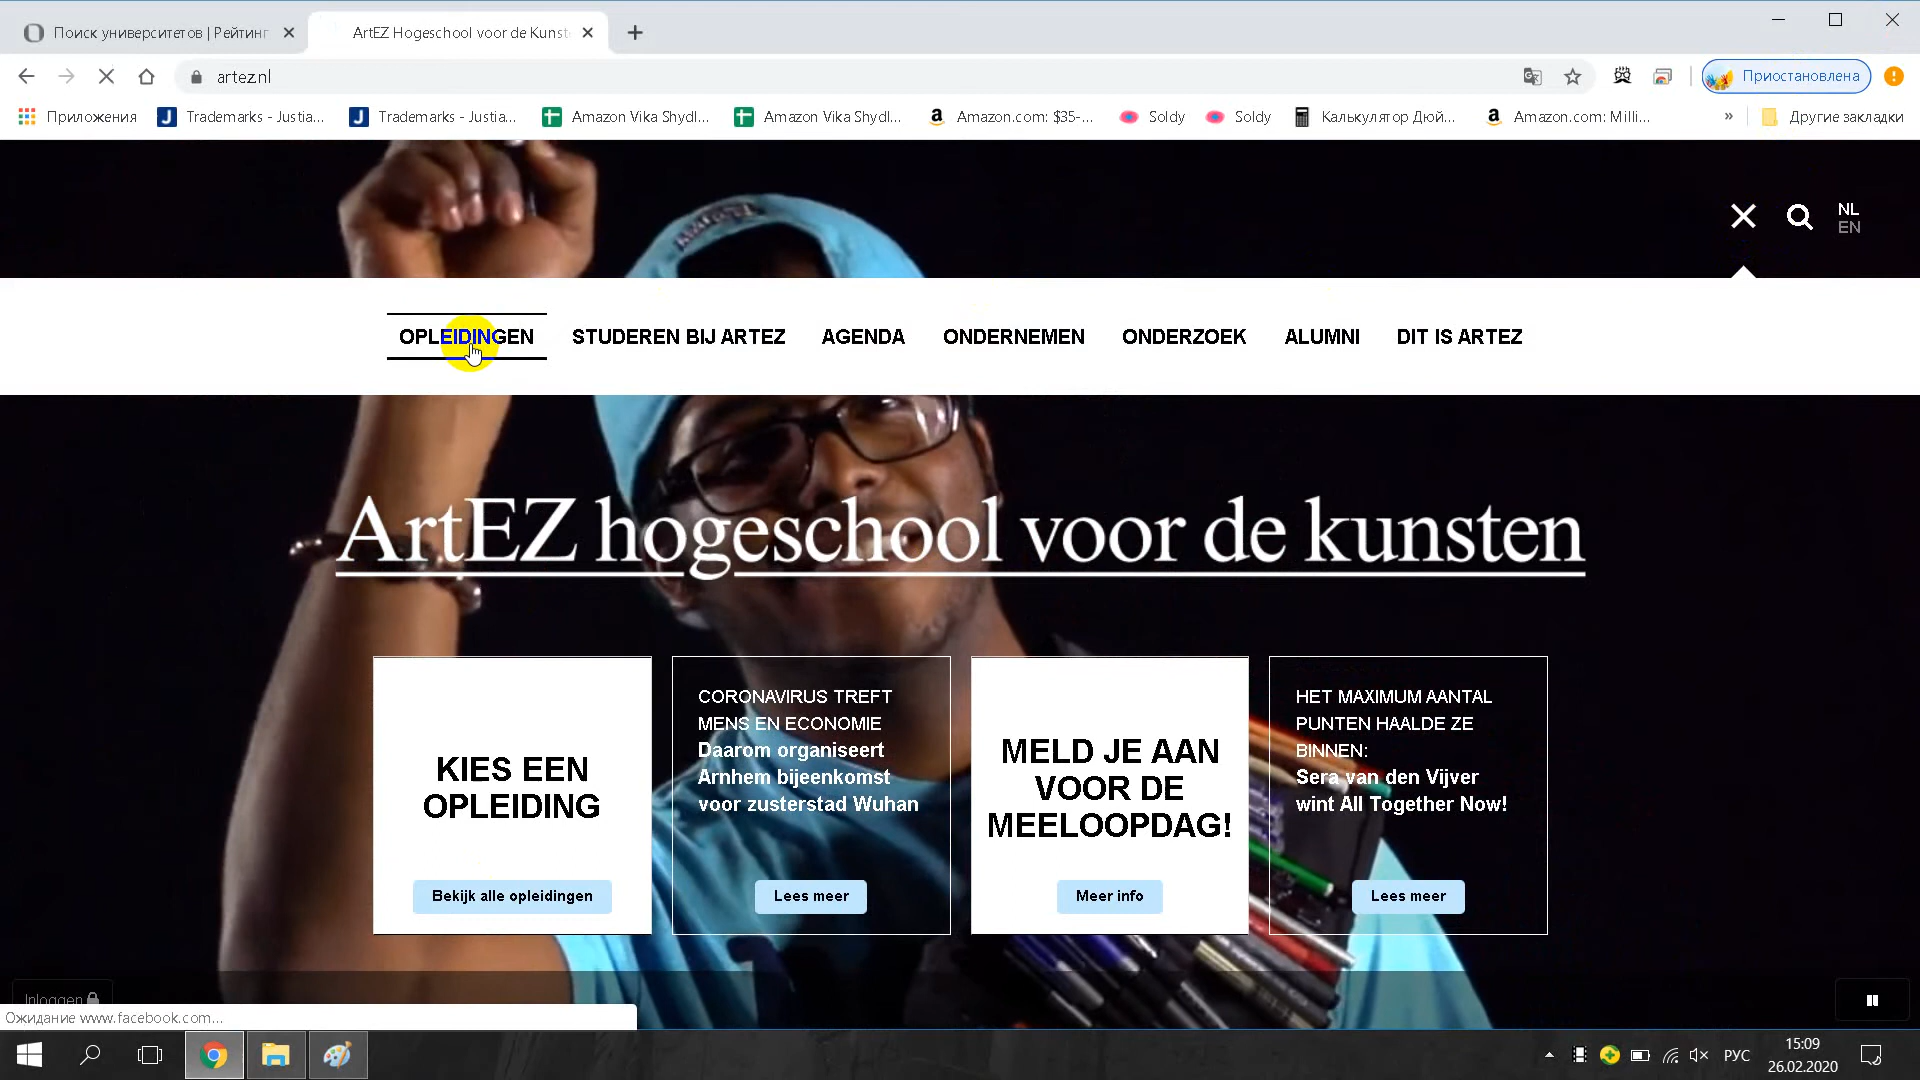 Поиск университетов | Рейтинг
ArtEZ Hogeschool voor de Kunst
artez.nl
Приостановлена
Приложения
Trademarks - Justia...
Trademarks - Justia...
Amazon Vika Shydl...
Amazon Vika Shydl...
Amazon.com: $35-...
Soldy
Soldy
Калькулятор Дюй...
Amazon.com: Milli...
»
Другие закладки
NL
EN
OPLEIDINGEN
STUDEREN BIJ ARTEZ
AGENDA
ONDERNEMEN
ONDERZOEK
ALUMNI
DIT IS ARTEZ
ArtEZ hogeschool voor de kunsten
KIES EEN
OPLEIDING
Bekijk alle opleidingen
CORONAVIRUS TREFT
MENS EN ECONOMIE
Daarom organiseert
Arnhem bijeenkomst
voor zusterstad Wuhan
Lees meer
MELD JE AAN
VOOR DE
MEELOOPDAG!
Meer info
HET MAXIMUM AANTAL
PUNTEN HAALDE ZE
BINNEN:
Sera van den Vijver
wint All Together Now!
Lees meer
Inloggen
Ожидание www.facebook.com...
РУС
15:09
26.02.2020